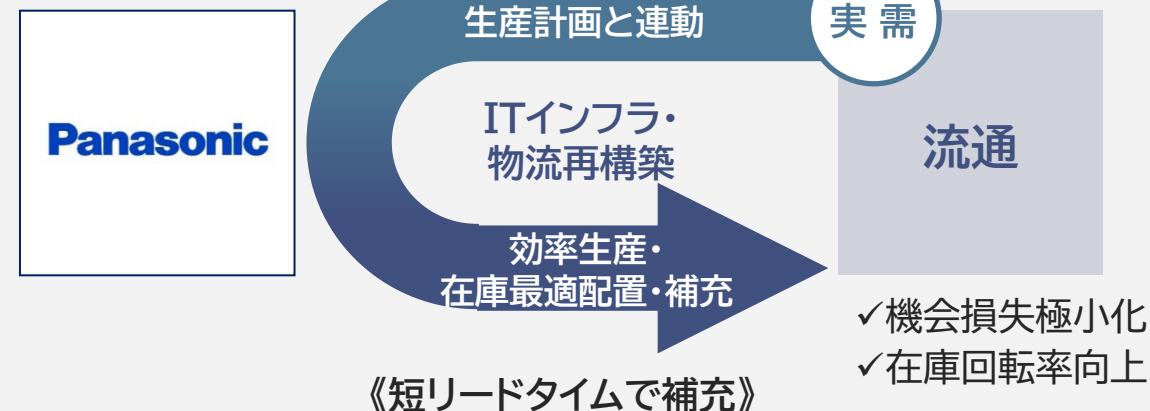 生産計画と連動
実 需
Panasonic
ITインフラ・
物流再構築
流通
効率生産・
在庫最適配置・補充
✓機会損失極小化
✓在庫回転率向上
《短リードタイムで補充》